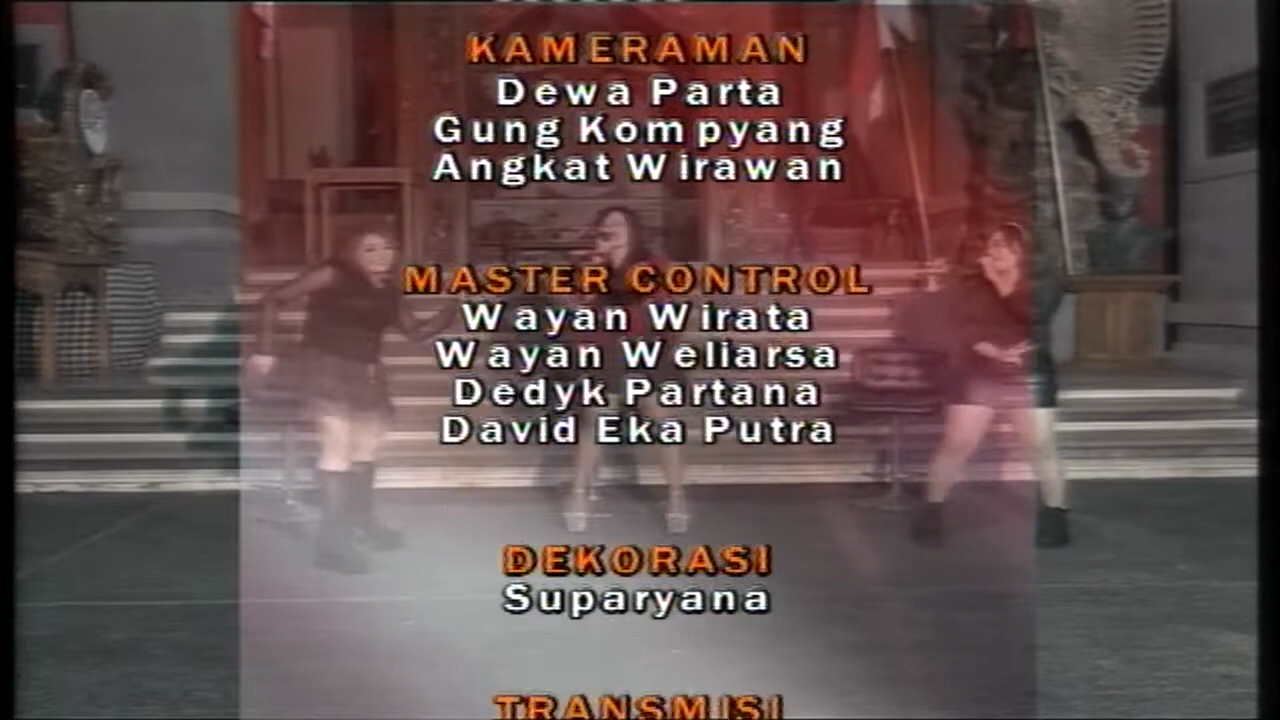 KAMERAMAN
Dewa Parta
Gung Kompyang
Angkat Wirawan
MASTER CONTROL
Wayan Wirata
Wayan Weliarsa
Dedyk Partana
David Eka Putra
DEKORASI
Suparyana
TRANSMISI